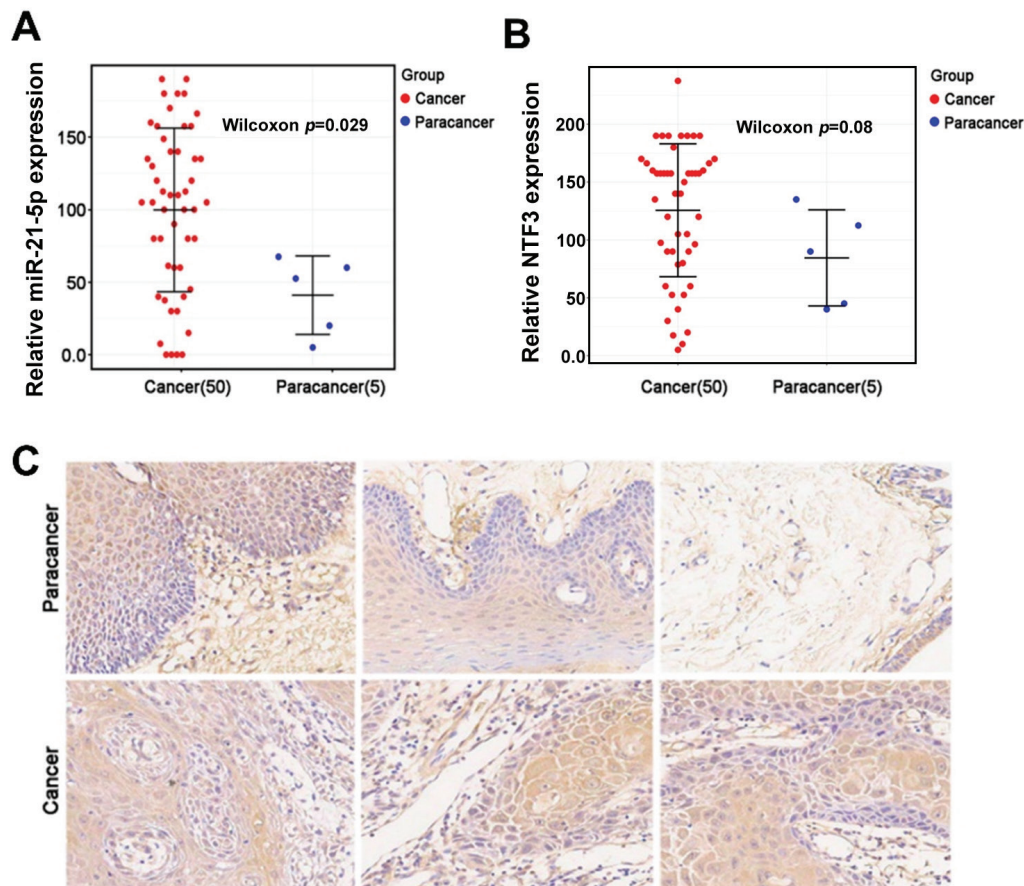 A
Relative miR-21-5p expression
150
100
50
0.0
Wilcoxon p=0.029
Cancer(50)
Paracancer(5)
Group
Cancer
Paracancer
B
Relative NTF3 expression
200
150
100
50
0.0
Wilcoxon p=0.08
Cancer(50)
Paracancer(5)
Group
Cancer
Paracancer
C
Paracancer
Cancer